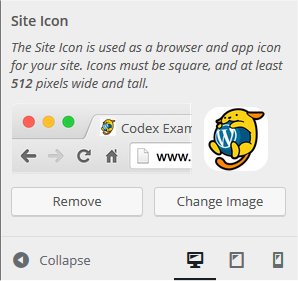 Site Icon
The Site Icon is used as a browser and app icon
for your site. Icons must be square, and at least
512 pixels wide and tall.
Codex Exam
www.
Remove
Change Image
Collapse